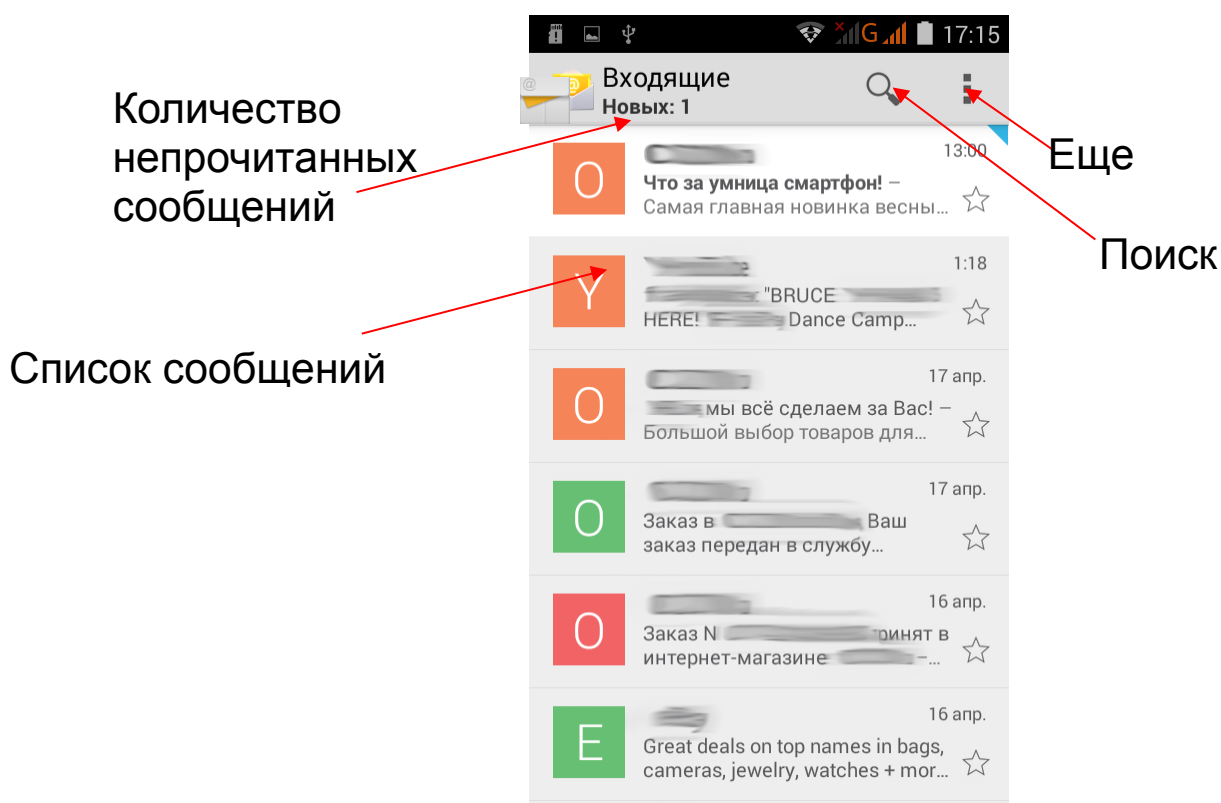 17:15
G
Входящие
Новых: 1
@
@
Количество
непрочитанных
сообщений
Еще
Поиск
Список сообщений
O
13:00
Что за умница смартфон! –
Самая главная новинка весны…
Y
1:18
"BRUCE
HERE! Dance Camp…
O
17 апр.
мы всё сделаем за Вас! –
Большой выбор товаров для…
O
17 апр.
Заказ в Ваш
заказ передан в службу…
O
16 апр.
Заказ N в
интернет-магазине –…
E
16 апр.
Great deals on top names in bags,
cameras, jewelry, watches + mor…